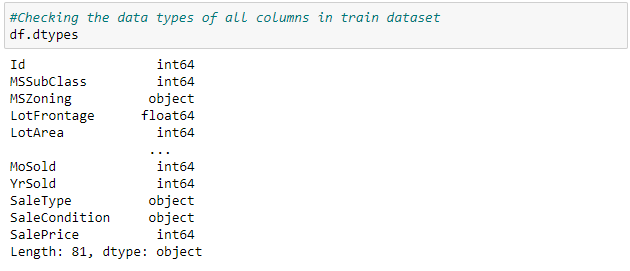 #Checking the data types of all columns in train dataset
df.dtypes
Id int64
MSSubClass int64
MSZoning object
LotFrontage float64
LotArea int64
...
MoSold int64
YrSold int64
SaleType object
SaleCondition object
SalePrice int64
Length: 81, dtype: object